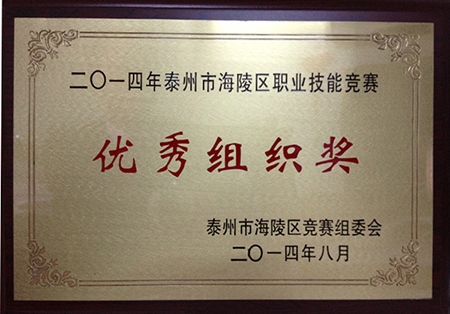 二〇一四年泰州市海陵区职业技能竞赛
优秀组织奖
泰州市海陵区竞赛组委会
二〇一四年八月